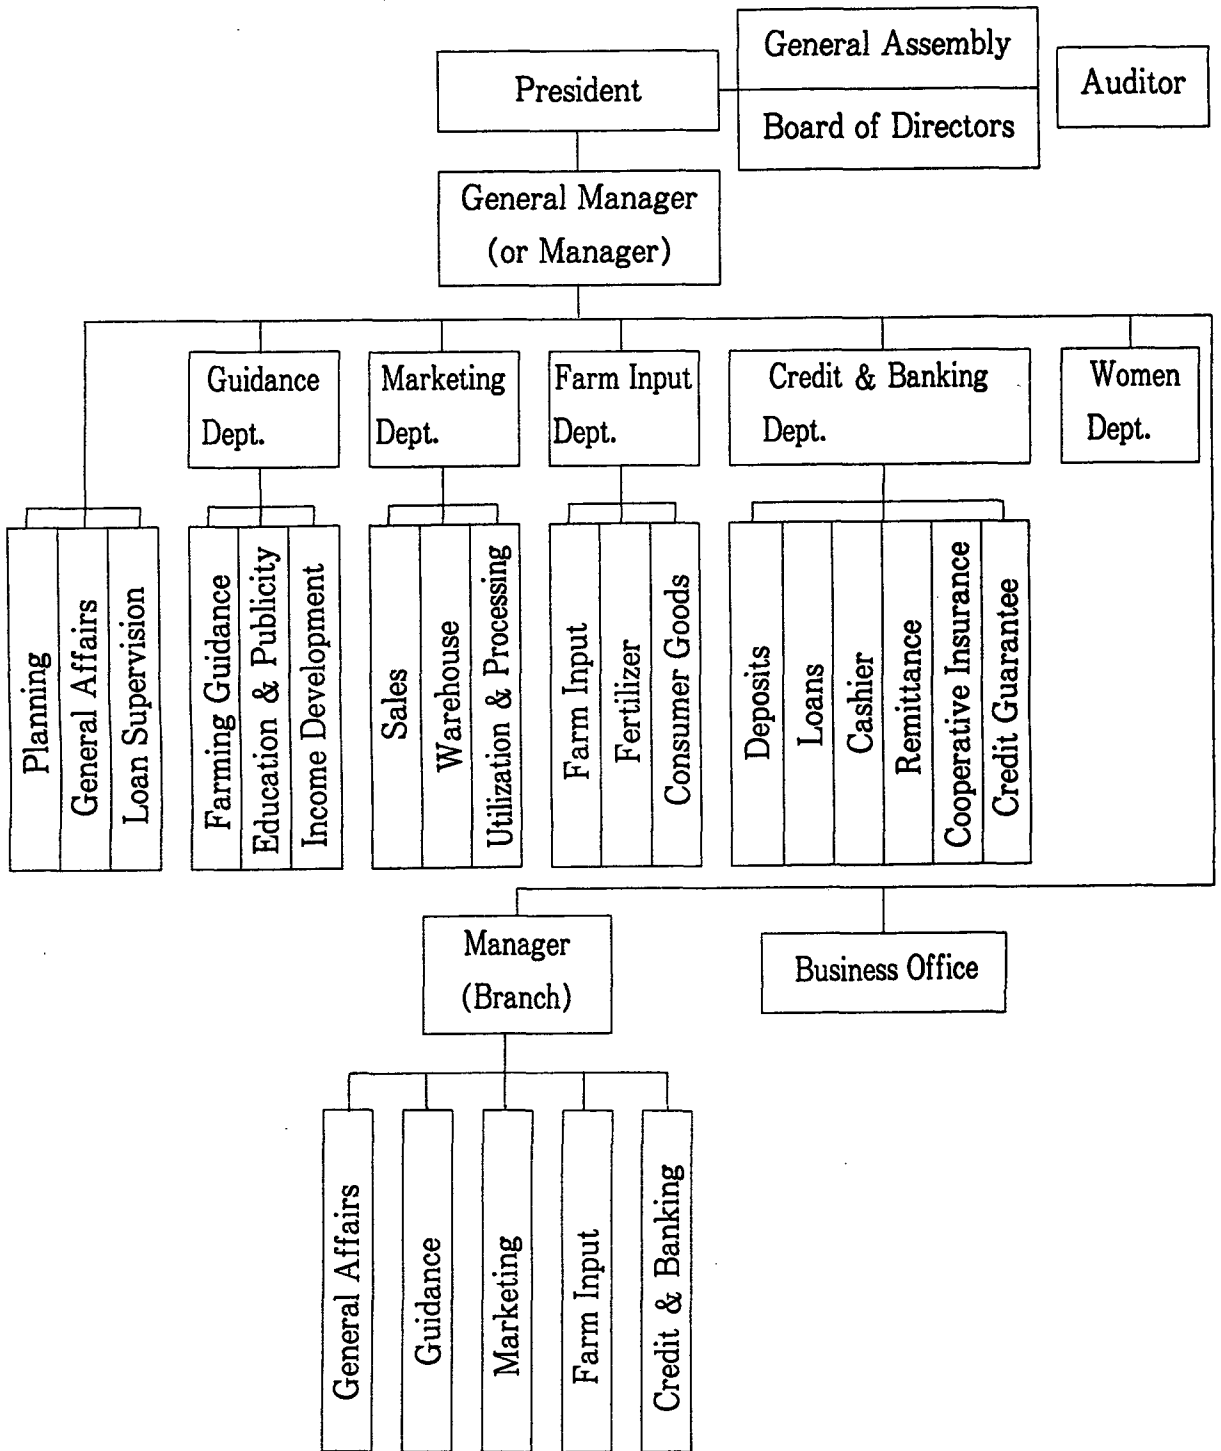 General Assembly
President
Auditor
Board of Directors
General Manager
(or Manager)
Guidance
Dept.
Marketing
Dept.
Farm Input
Dept.
Credit & Banking
Dept.
Women
Dept.
Planning
General Affairs
Loan Supervision
Farming Guidance
Education & Publicity
Income Development
Sales
Warehouse
Utilization & Processing
Farm Input
Fertilizer
Consumer Goods
Deposits
Loans
Cashier
Remittance
Cooperative Insurance
Credit Guarantee
Manager
(Branch)
Business Office
General Affairs
Guidance
Marketing
Farm Input
Credit & Banking